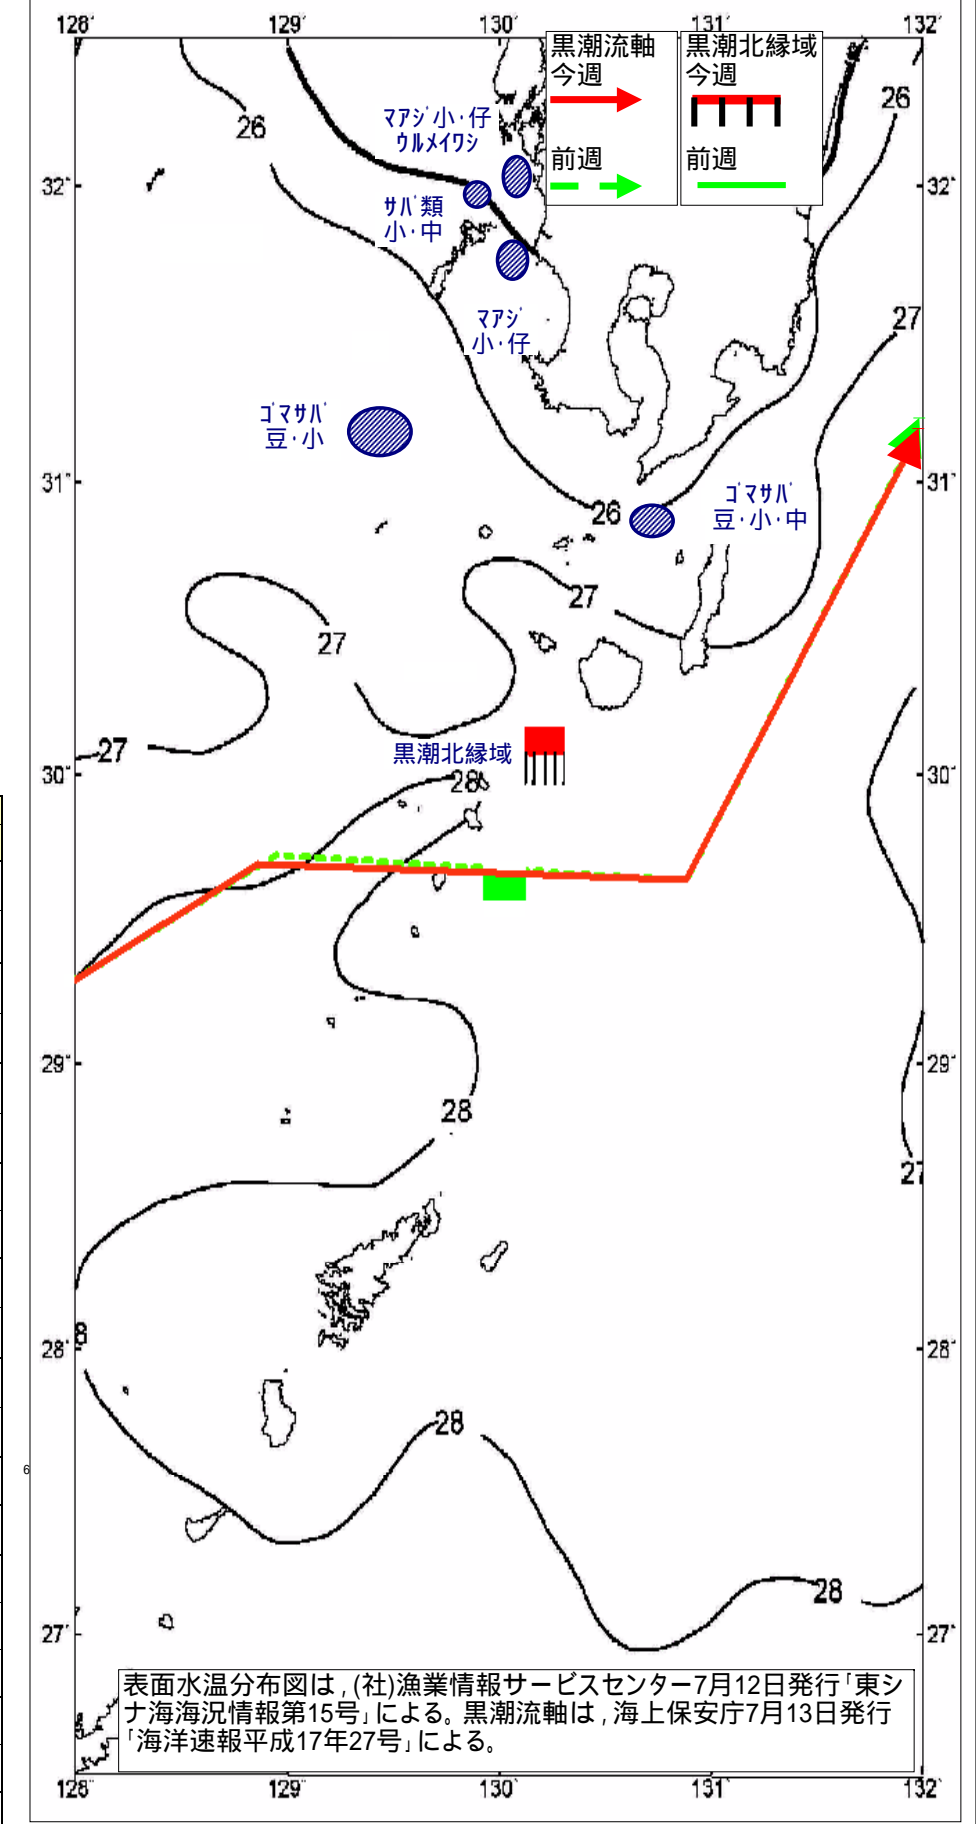 128° 129° 130° 131° 132°
黒潮流軸
今週
前週
黒潮北縁域
今週
前週
26
26
ﾏｱｼﾞ小・仔
ｳﾙﾒｲﾜｼ
32° 32°
ｻﾊﾞ類
小・中
ﾏｱｼﾞ
小・仔
27
ｺﾞﾏｻﾊﾞ
豆・小
31° 31°
26
ｺﾞﾏｻﾊﾞ
豆・小・中
27
27
27
黒潮北縁域
30° 30°
28
29° 29°
28
27
8
28° 28°
28
6
28
27° 27°
表面水温分布図は，(社)漁業情報サービスセンター7月12日発行｢東シ
ナ海海況情報第15号｣による。黒潮流軸は，海上保安庁7月13日発行
｢海洋速報平成17年27号｣による。
128° 129° 130° 131° 132°